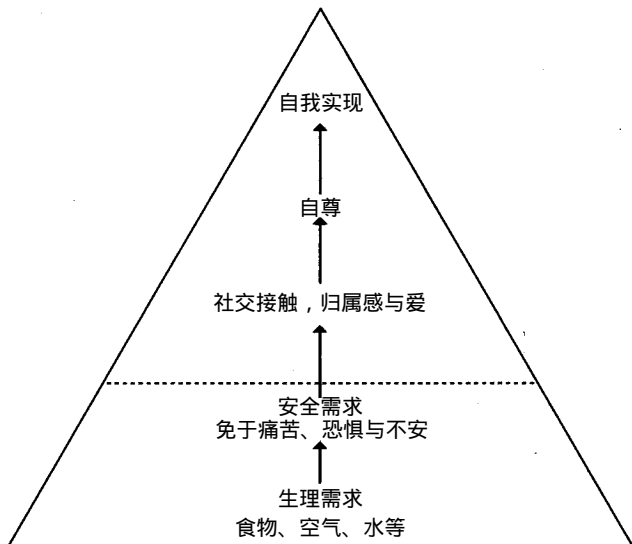 自我实现
自尊
社交接触，归属感与爱
安全需求
免于痛苦、恐惧与不安
生理需求
食物、空气、水等